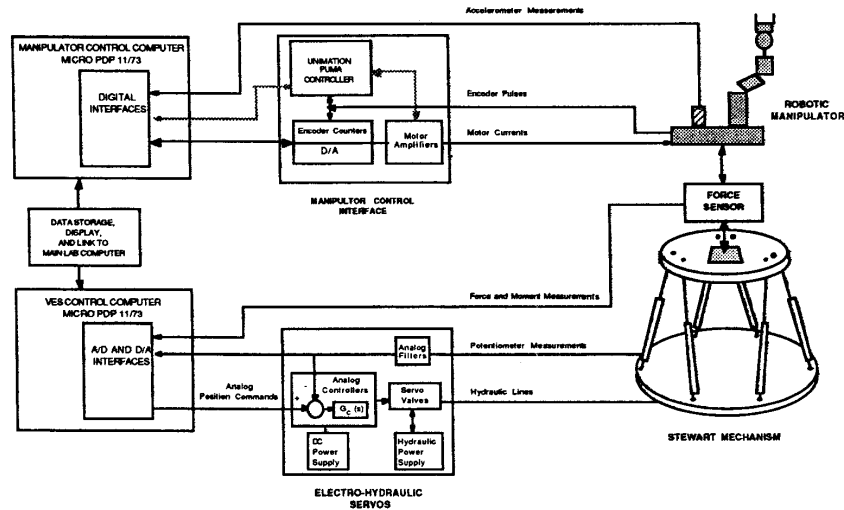 Accelerometer Measurements
MANIPULATOR CONTROL COMPUTER
MICRO PDP 11/73
DIGITAL
INTERFACES
UNIMATION
PUMA
CONTROLLER
Encoder Pulses
Encoder Counters
D/A
Motor
Amplifiers
Motor Currents
ROBOTIC
MANIPULATOR
MANIPULTOR CONTROL
INTERFACE
FORCE
SENSOR
DATA STORAGE,
DISPLAY,
AND LINK TO
MAIN LAB COMPUTER
VES CONTROL COMPUTER
MICRO PDP 11/73
Force and Moment Measurements
A/D AND D/A
INTERFACES
Analog
Filters
Potentiometer Measurements
Analog
Position Commands
-
+
Analog
Controllers
Gc (s)
Servo
Valves
Hydraulic Lines
DC
Power
Supply
Hydraulic
Power
Supply
STEWART MECHANISM
ELECTRO-HYDRAULIC
SERVOS